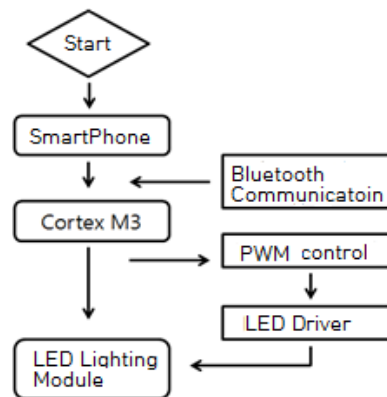 Start
SmartPhone
Bluetooth
Communicatoin
Cortex M3
PWM control
LED Driver
LED Lighting
Module